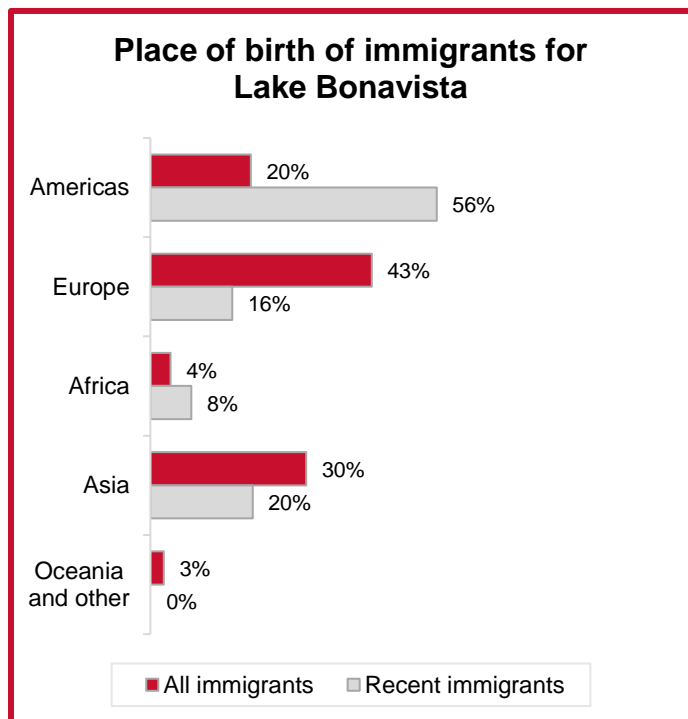 Place of birth of immigrants for
Lake Bonavista
Americas
20%
56%
Europe
43%
16%
Africa
4%
8%
Asia
30%
20%
Oceania
and other
3%
0%
All immigrants
Recent immigrants